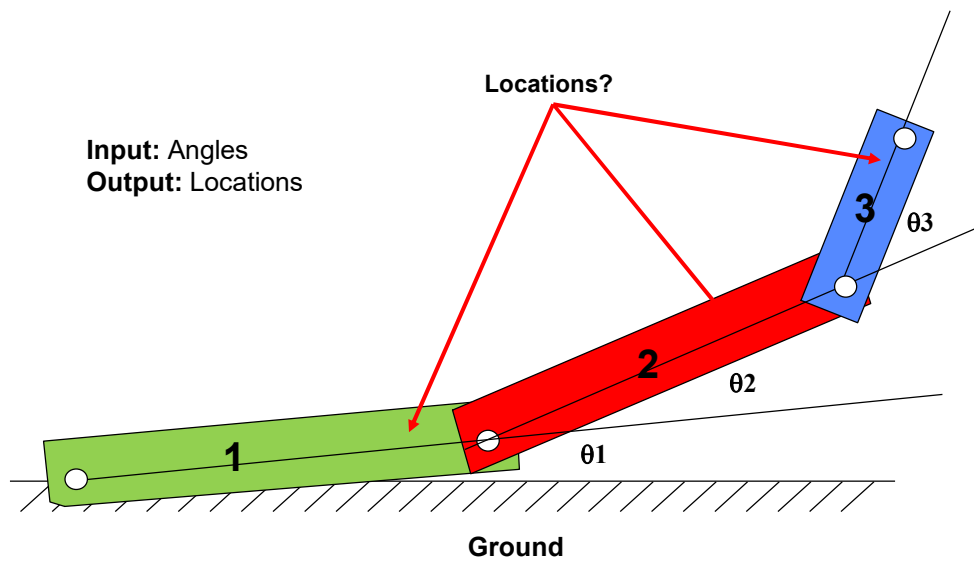 Locations?
Input: Angles
Output: Locations
3
θ3
2
θ2
1
θ1
Ground